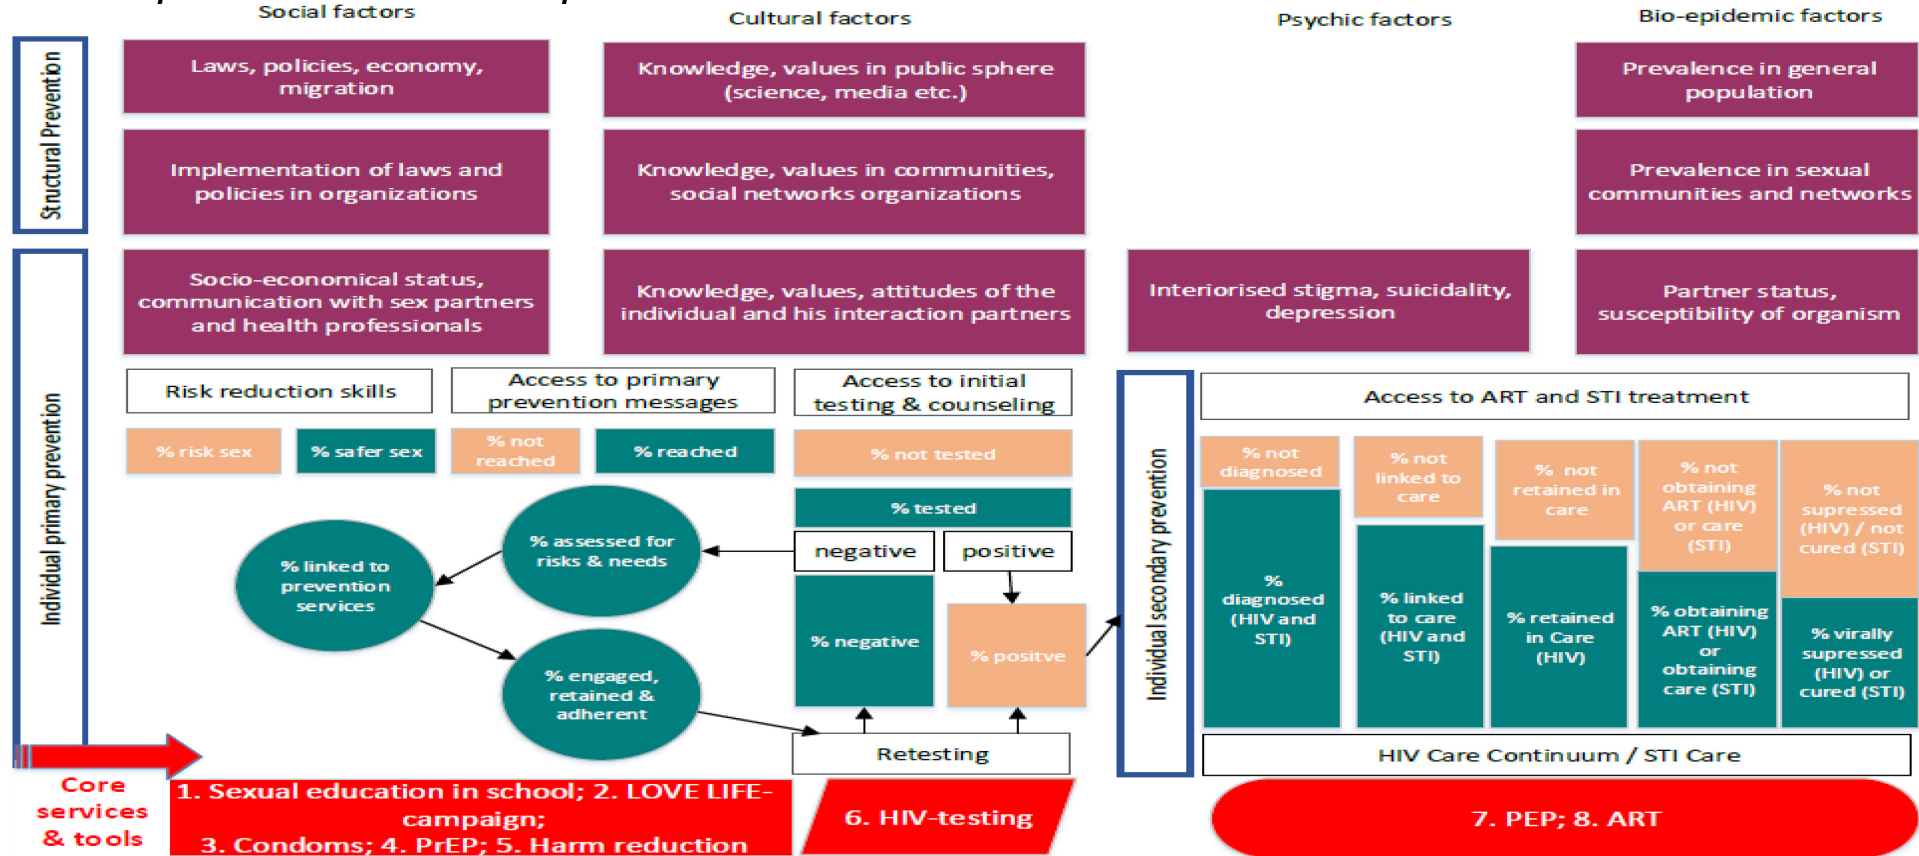 Social factors
Cultural factors
Psychic factors
Bio-epidemic factors
Structural Prevention
Laws, policies, economy,
migration
Knowledge, values in public sphere
(science, media etc.)
Prevalence in general
population
Implementation of laws and
policies in organizations
Knowledge, values in communities,
social networks organizations
Prevalence in sexual
communities and networks
Individual primary prevention
Socio-economical status,
communication with sex partners
and health professionals
Knowledge, values, attitudes of the
individual and his interaction partners
Interiorised stigma, suicidality,
depression
Partner status,
susceptibility of organism
Risk reduction skills
Access to primary
prevention messages
Access to initial
testing & counseling
% risk sex
% safer sex
% not
reached
% reached
% not tested
% tested
negative
positive
% assessed for
risks & needs
% linked to
prevention
services
% engaged,
retained &
adherent
% negative
% positve
Retesting
Individual secondary prevention
Access to ART and STI treatment
% not
diagnosed
% not
linked to
care
% not
retained in
care
% not
obtaining
ART (HIV)
or care
(STI)
% not
supressed
(HIV) / not
cured (STI)
%
diagnosed
(HIV and
STI)
% linked
to care
(HIV and
STI)
% retained
in Care
(HIV)
% obtaining
ART (HIV)
or
obtaining
care (STI)
% virally
supressed
(HIV) or
cured (STI)
HIV Care Continuum / STI Care
Core
services
& tools
1. Sexual education in school; 2. LOVE LIFE-
campaign;
3. Condoms; 4. PrEP; 5. Harm reduction
6. HIV-testing
7. PEP; 8. ART